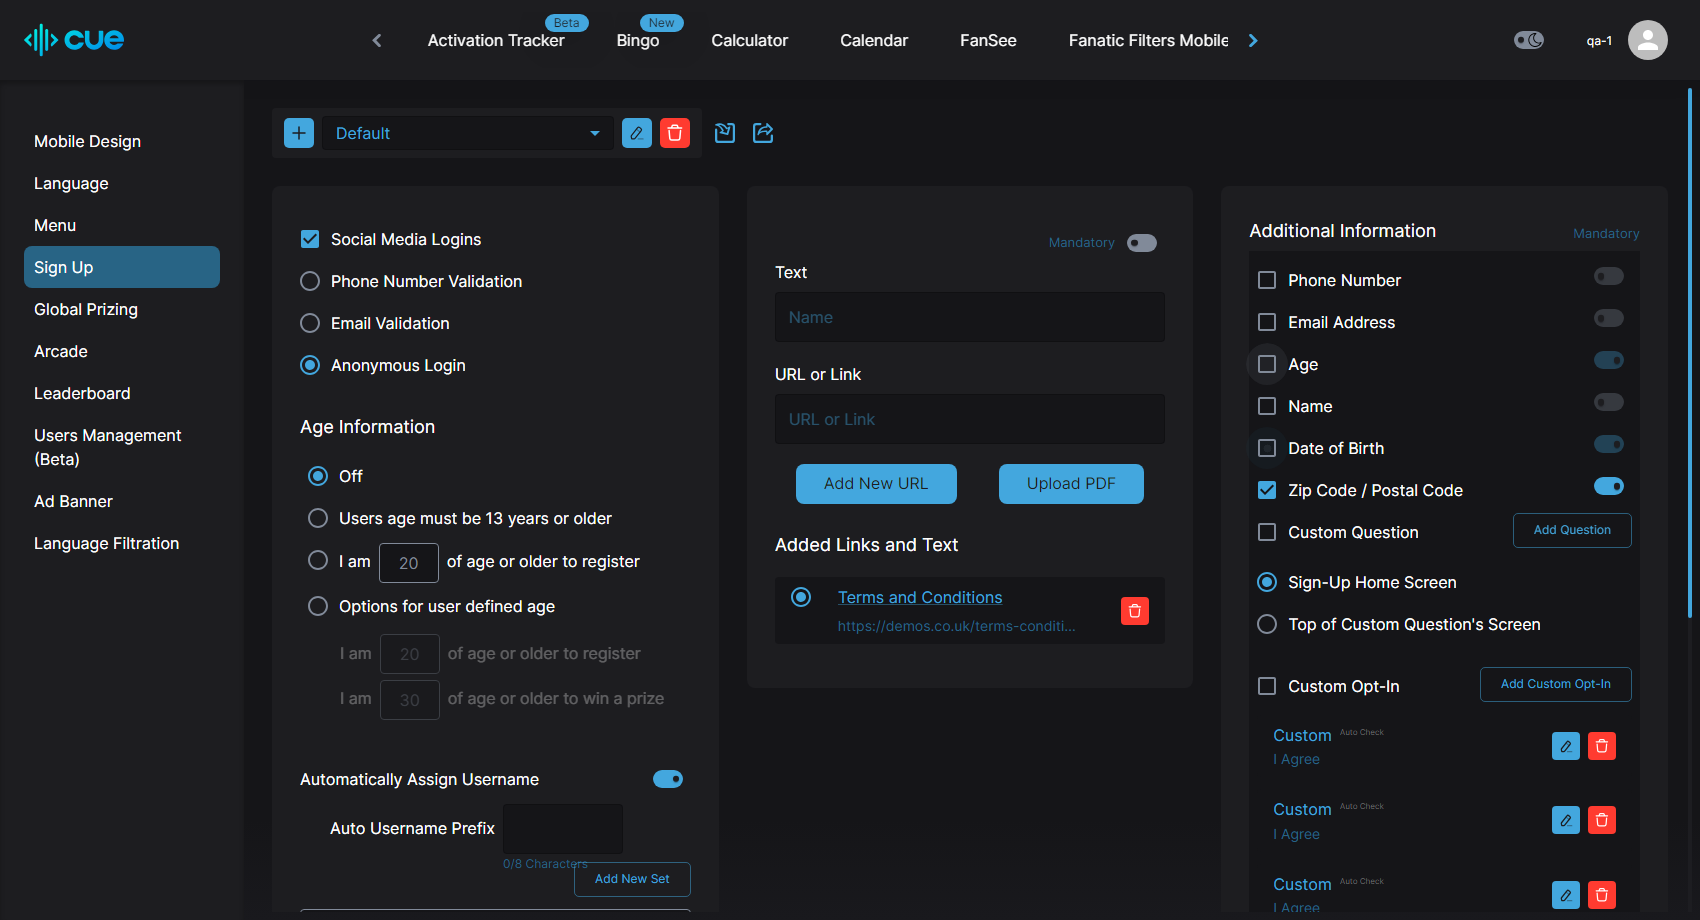 cue
Activation Tracker
Beta
Bingo
New
Calculator
Calendar
FanSee
Fanatic Filters Mobile
qa-1
Mobile Design
Language
Menu
Sign Up
Global Prizing
Arcade
Leaderboard
Users Management
(Beta)
Ad Banner
Language Filtration
Default
Social Media Logins
Phone Number Validation
Email Validation
Anonymous Login
Age Information
Off
Users age must be 13 years or older
I am 20 of age or older to register
Options for user defined age
I am 20 of age or older to register
I am 30 of age or older to win a prize
Automatically Assign Username
Auto Username Prefix
0/8 Characters
Add New Set
Mandatory
Text
Name
URL or Link
URL or Link
Add New URL
Upload PDF
Added Links and Text
Terms and Conditions
https://demos.co.uk/terms-conditi...
Additional Information
Mandatory
Phone Number
Email Address
Age
Name
Date of Birth
Zip Code / Postal Code
Custom Question
Add Question
Sign-Up Home Screen
Top of Custom Question's Screen
Custom Opt-In
Add Custom Opt-In
Custom Auto Check
I Agree
Custom Auto Check
I Agree
Custom Auto Check
I Agree